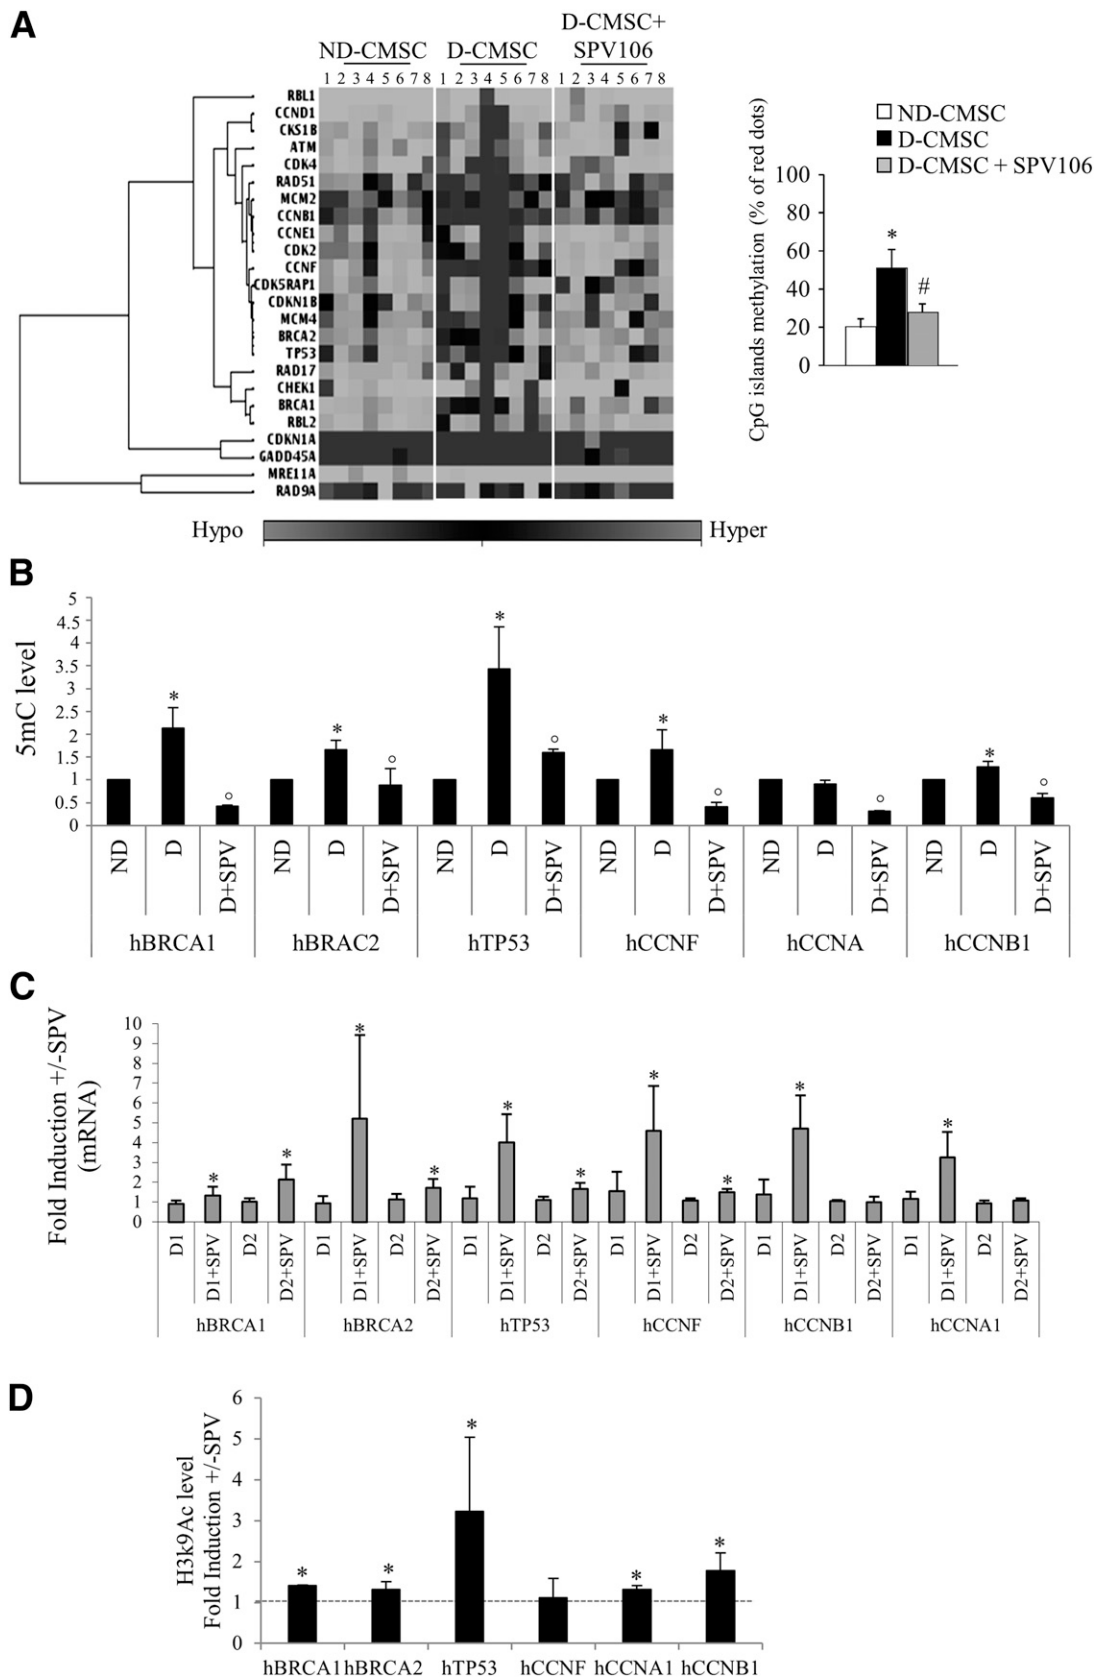 A
ND-CMSC
D-CMSC
D-CMSC+
SPV106
1 2 3 4 5 6 7 8
1 2 3 4 5 6 7 8
1 2 3 4 5 6 7 8
RBL1
CCND1
CKS1B
ATM
CDK4
RAD51
MCM2
CCNB1
CCNE1
CDK2
CCNF
CDK5RAP1
CDKN1B
MCM4
BRCA2
TP53
RAD17
CHEK1
BRCA1
RBL2
CDKN1A
GADD45A
MRE11A
RAD9A
Hypo
Hyper
CpG islands methylation (% of red dots)
100
80
60
40
20
0
*
#
ND-CMSC
D-CMSC
D-CMSC + SPV106
B
5mC level
5
4.5
4
3.5
3
2.5
2
1.5
1
0.5
0
* ° * ° * ° * ° ° * °
ND D D+SPV ND D D+SPV ND D D+SPV ND D D+SPV ND D D+SPV ND D D+SPV
hBRCA1 hBRAC2 hTP53 hCCNF hCCNA hCCNB1
C
Fold Induction +/-SPV
(mRNA)
10
9
8
7
6
5
4
3
2
1
0
* * * * * * * * * *
D1 D1+SPV D2 D2+SPV D1 D1+SPV D2 D2+SPV D1 D1+SPV D2 D2+SPV D1 D1+SPV D2 D2+SPV D1 D1+SPV D2 D2+SPV D1 D1+SPV D2 D2+SPV
hBRCA1 hBRCA2 hTP53 hCCNF hCCNB1 hCCNA1
D
H3k9Ac level
Fold Induction +/-SPV
6
5
4
3
2
1
0
* * * * *
hBRCA1 hBRCA2 hTP53 hCCNF hCCNA1 hCCNB1